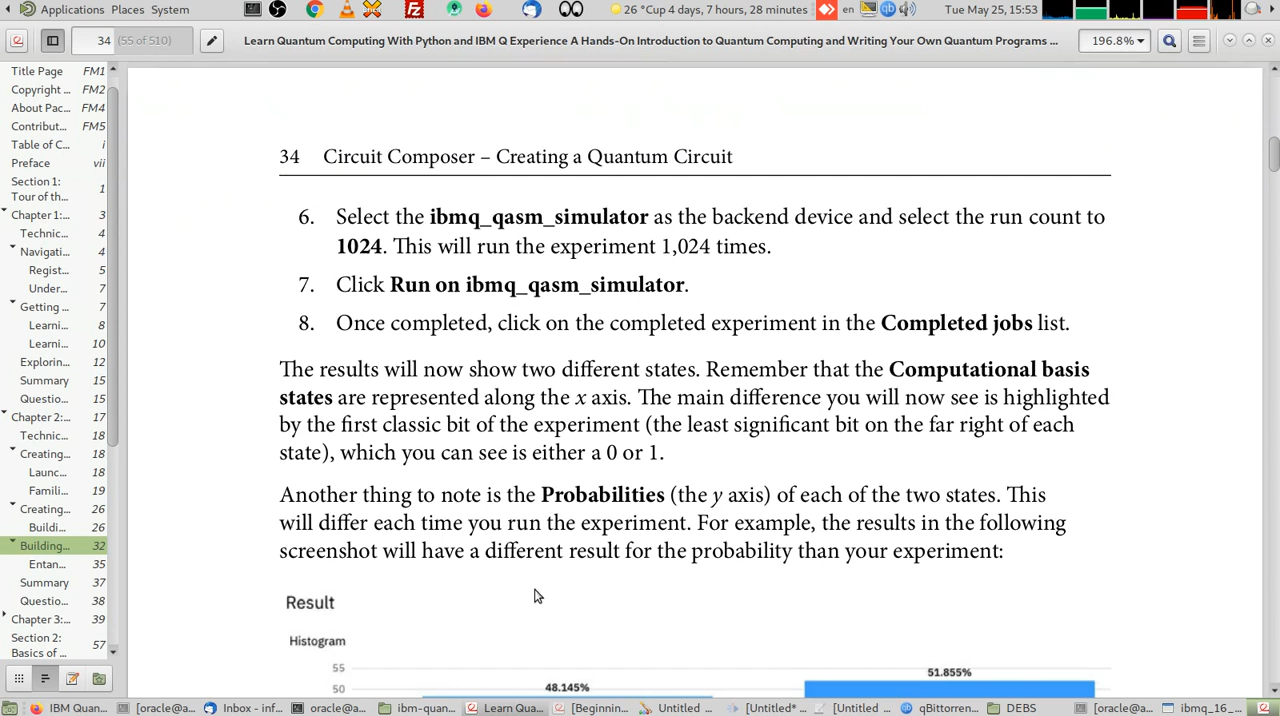 Applications Places System 26 °C up 4 days, 7 hours, 28 minutes en Tue May 25, 15:53
34 (55 of 510) Learn Quantum Computing With Python and IBM Q Experience A Hands-On Introduction to Quantum Computing and Writing Your Own Quantum Programs ... 196.8%
Title Page FM1
Copyright ... FM2
About Pac... FM4
Contribut... FM5
Table of C... i
Preface vii
Section 1:
Tour of th... 1
Chapter 1:... 3
Technic... 4
Navigati... 4
Regist... 5
Under... 7
Getting ... 7
Learni... 8
Learni... 10
Explorin... 12
Summary 15
Questio... 15
Chapter 2:... 17
Technic... 18
Creating... 18
Launc... 18
Famili... 19
Creating... 26
Buildi... 26
Building... 32
Entan... 35
Summary 37
Questio... 38
Chapter 3:... 39
Section 2:
Basics of ... 57
34 Circuit Composer – Creating a Quantum Circuit
6. Select the ibmq_qasm_simulator as the backend device and select the run count to
1024. This will run the experiment 1,024 times.
7. Click Run on ibmq_qasm_simulator.
8. Once completed, click on the completed experiment in the Completed jobs list.
The results will now show two different states. Remember that the Computational basis
states are represented along the x axis. The main difference you will now see is highlighted
by the first classic bit of the experiment (the least significant bit on the far right of each
state), which you can see is either a 0 or 1.
Another thing to note is the Probabilities (the y axis) of each of the two states. This
will differ each time you run the experiment. For example, the results in the following
screenshot will have a different result for the probability than your experiment:
Result
Histogram
55 51.855%
50 48.145%
IBM Quan... [oracle@a... Inbox - inf... oracle@a... ibm-quan... Learn Qua... [Beginnin... Untitled ... [Untitled* ... [Untitled ... qBittorren... DEBS [oracle@a... ibmq_16_...